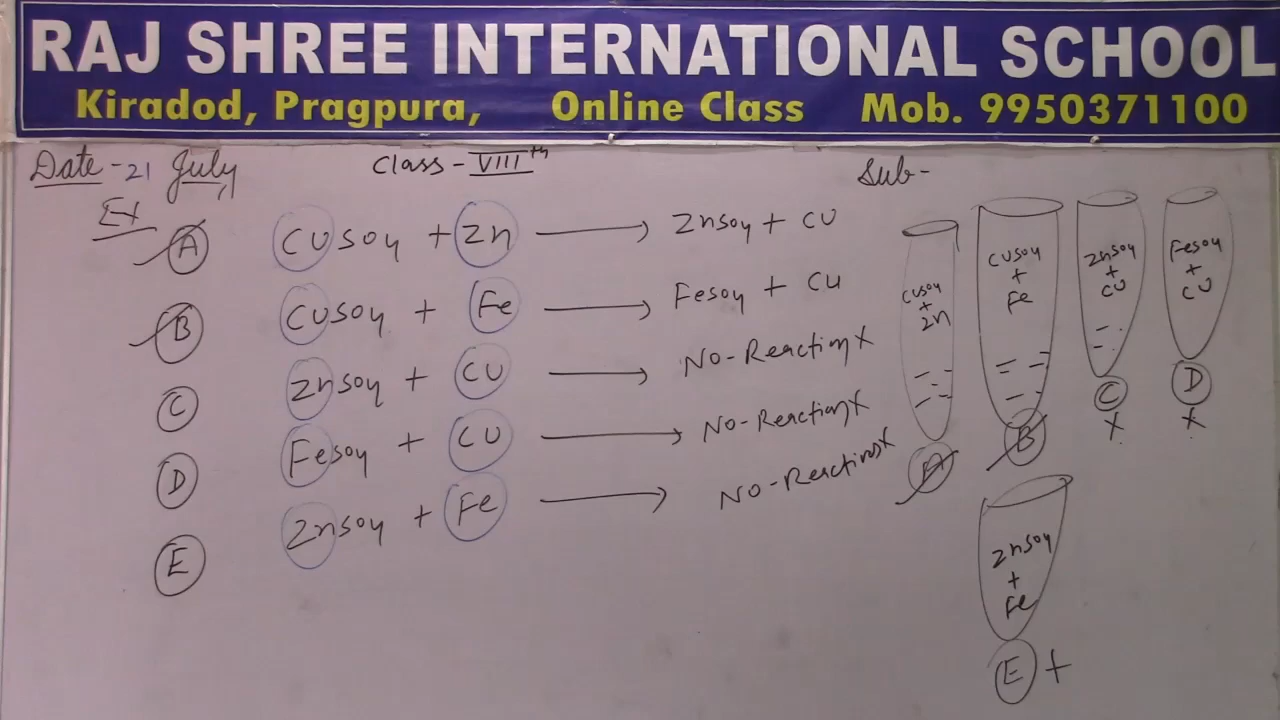 RAJ SHREE INTERNATIONAL SCHOOL
Kiradod, Pragpura, Online Class Mob. 9950371100
Date - 21 July Class - VIIIth Sub-
Ex
A CUSO4 + Zn → ZnSO4 + CU
B CUSO4 + Fe → FeSO4 + Cu
C ZnSO4 + CU → NO-Reaction X
D FeSO4 + CU → NO-Reaction X
E ZnSO4 + Fe → NO-Reaction X
CUSO4
+
Zn
A
CUSO4
+
Fe
B
ZnSO4
+
CU
C
X
FeSO4
+
CU
D
X
ZnSO4
+
Fe
E X